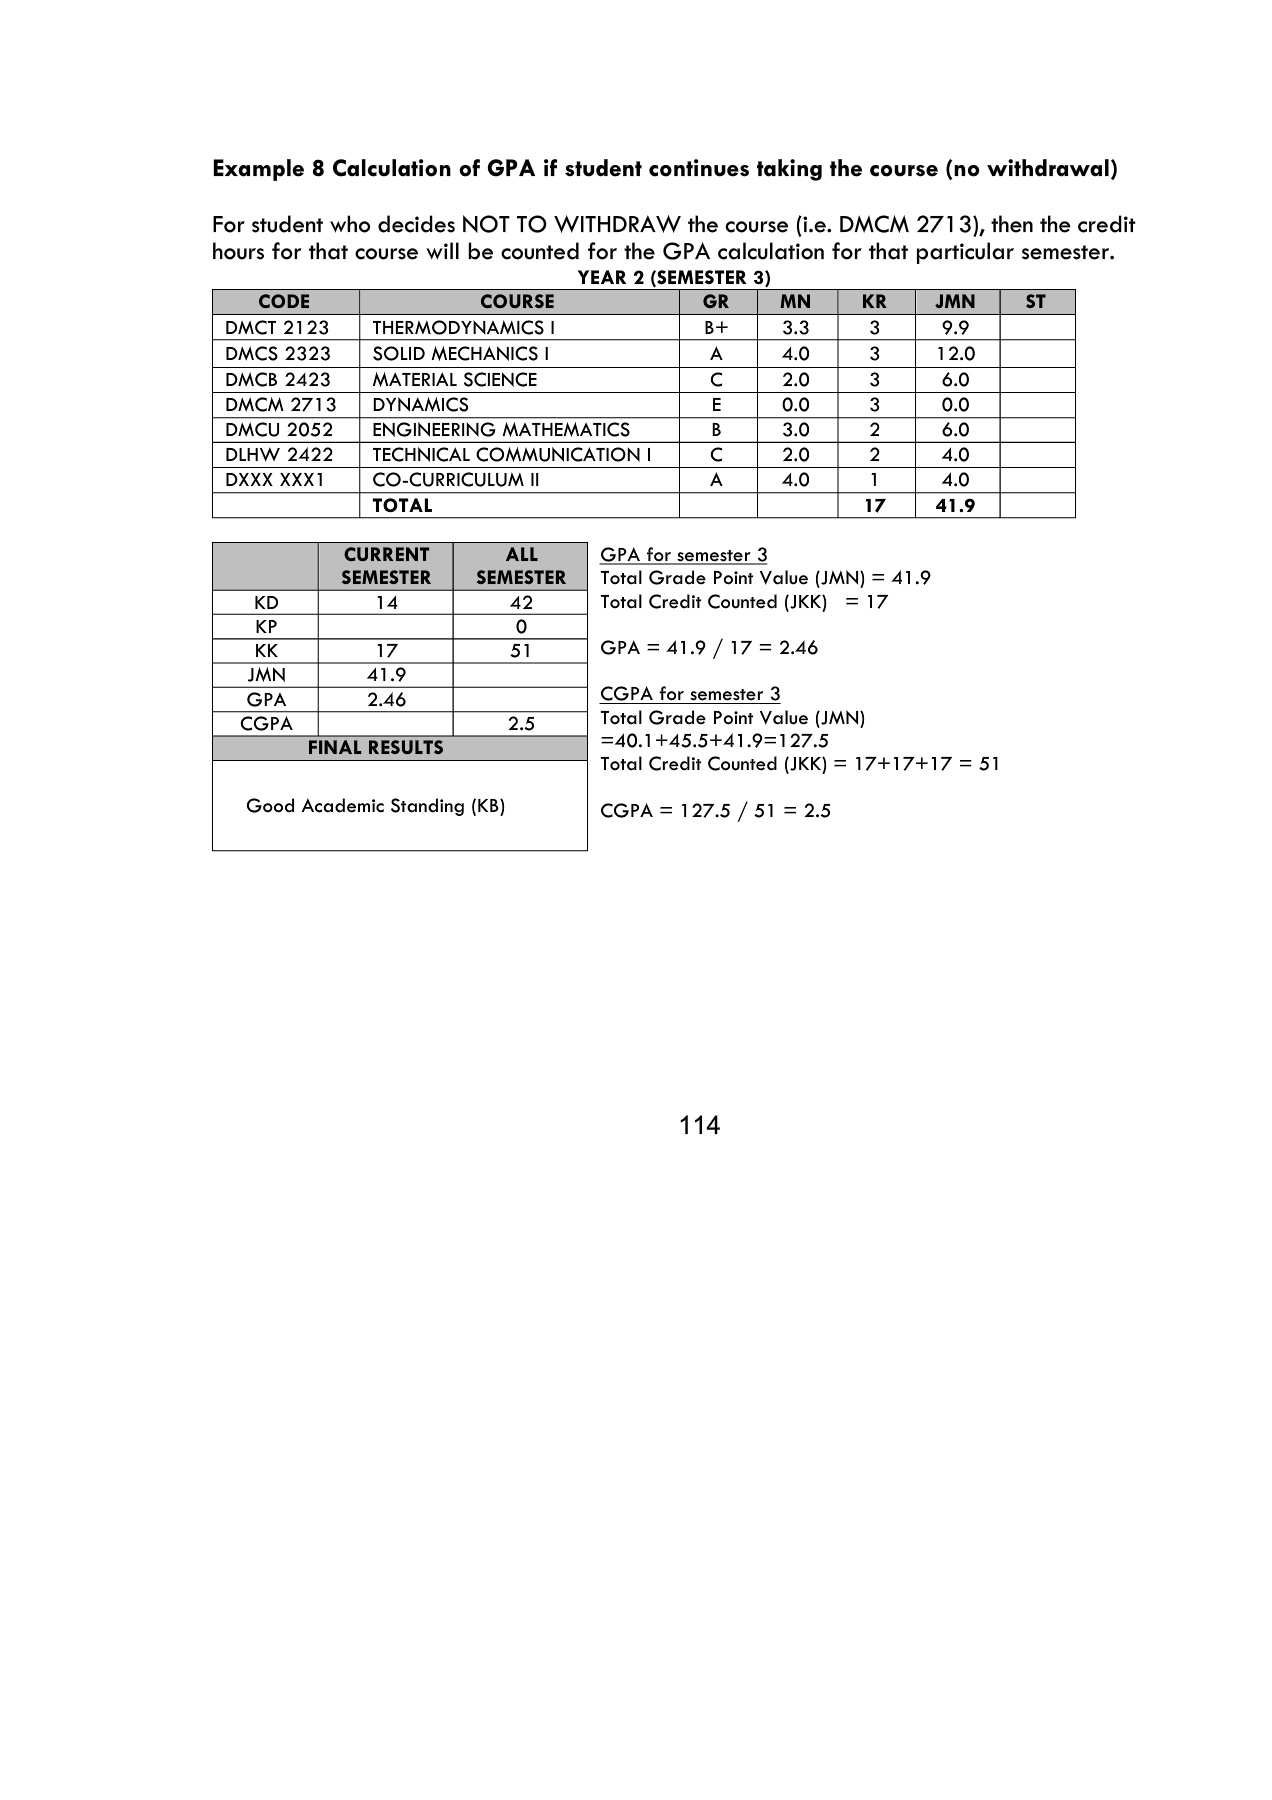 Example 8 Calculation of GPA if student continues taking the course (no withdrawal)
For student who decides NOT TO WITHDRAW the course (i.e. DMCM 2713), then the credit
hours for that course will be counted for the GPA calculation for that particular semester.
YEAR 2 (SEMESTER 3)
CODE COURSE GR MN KR JMN ST
DMCT 2123 THERMODYNAMICS I B+ 3.3 3 9.9
DMCS 2323 SOLID MECHANICS I A 4.0 3 12.0
DMCB 2423 MATERIAL SCIENCE C 2.0 3 6.0
DMCM 2713 DYNAMICS E 0.0 3 0.0
DMCU 2052 ENGINEERING MATHEMATICS B 3.0 2 6.0
DLHW 2422 TECHNICAL COMMUNICATION I C 2.0 2 4.0
DXXX XXX1 CO-CURRICULUM II A 4.0 1 4.0
TOTAL 17 41.9
CURRENT ALL
SEMESTER SEMESTER
KD 14 42
KP 0
KK 17 51
JMN 41.9
GPA 2.46
CGPA 2.5
FINAL RESULTS
Good Academic Standing (KB)
GPA for semester 3
Total Grade Point Value (JMN) = 41.9
Total Credit Counted (JKK) = 17
GPA = 41.9 / 17 = 2.46
CGPA for semester 3
Total Grade Point Value (JMN)
=40.1+45.5+41.9=127.5
Total Credit Counted (JKK) = 17+17+17 = 51
CGPA = 127.5 / 51 = 2.5
114